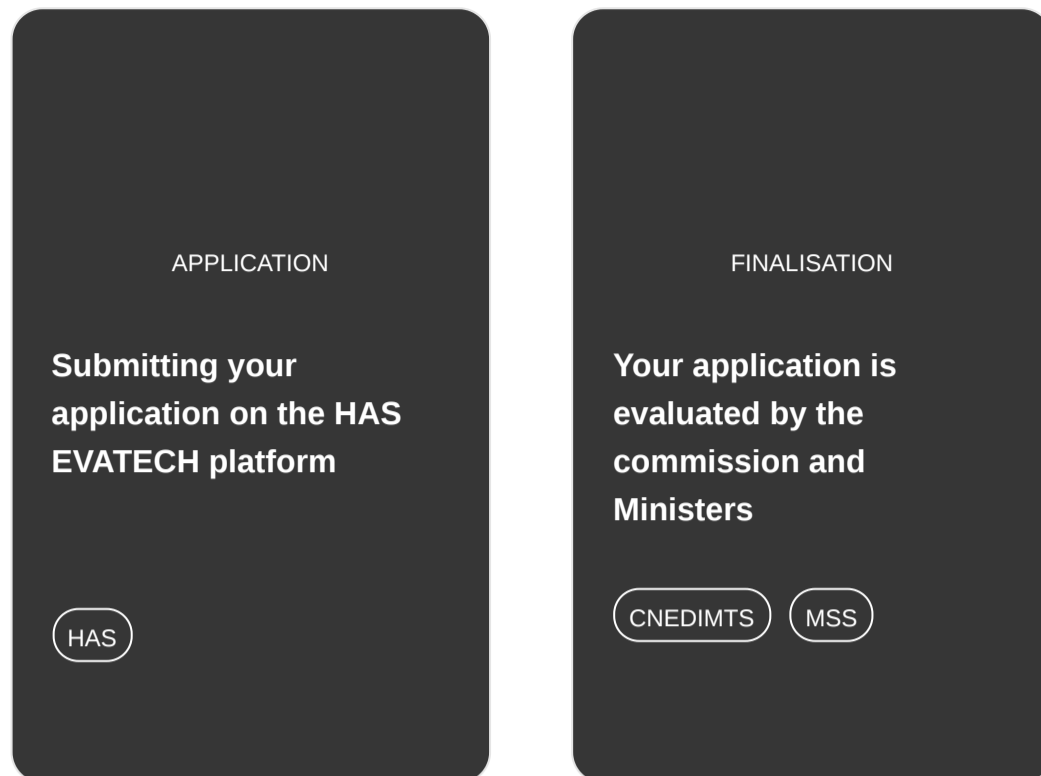 APPLICATION
Submitting your
application on the HAS
EVATECH platform
HAS
FINALISATION
Your application is
evaluated by the
commission and
Ministers
CNEDIMTS
MSS